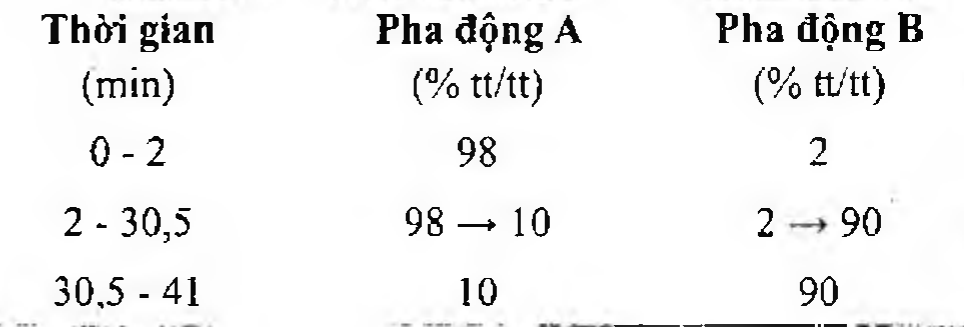 Thời gian Pha động A Pha động B
(min) (% tt/tt) (% tt/tt)
0 - 2 98 2
2 - 30,5 98 → 10 2 → 90
30,5 - 41 10 90